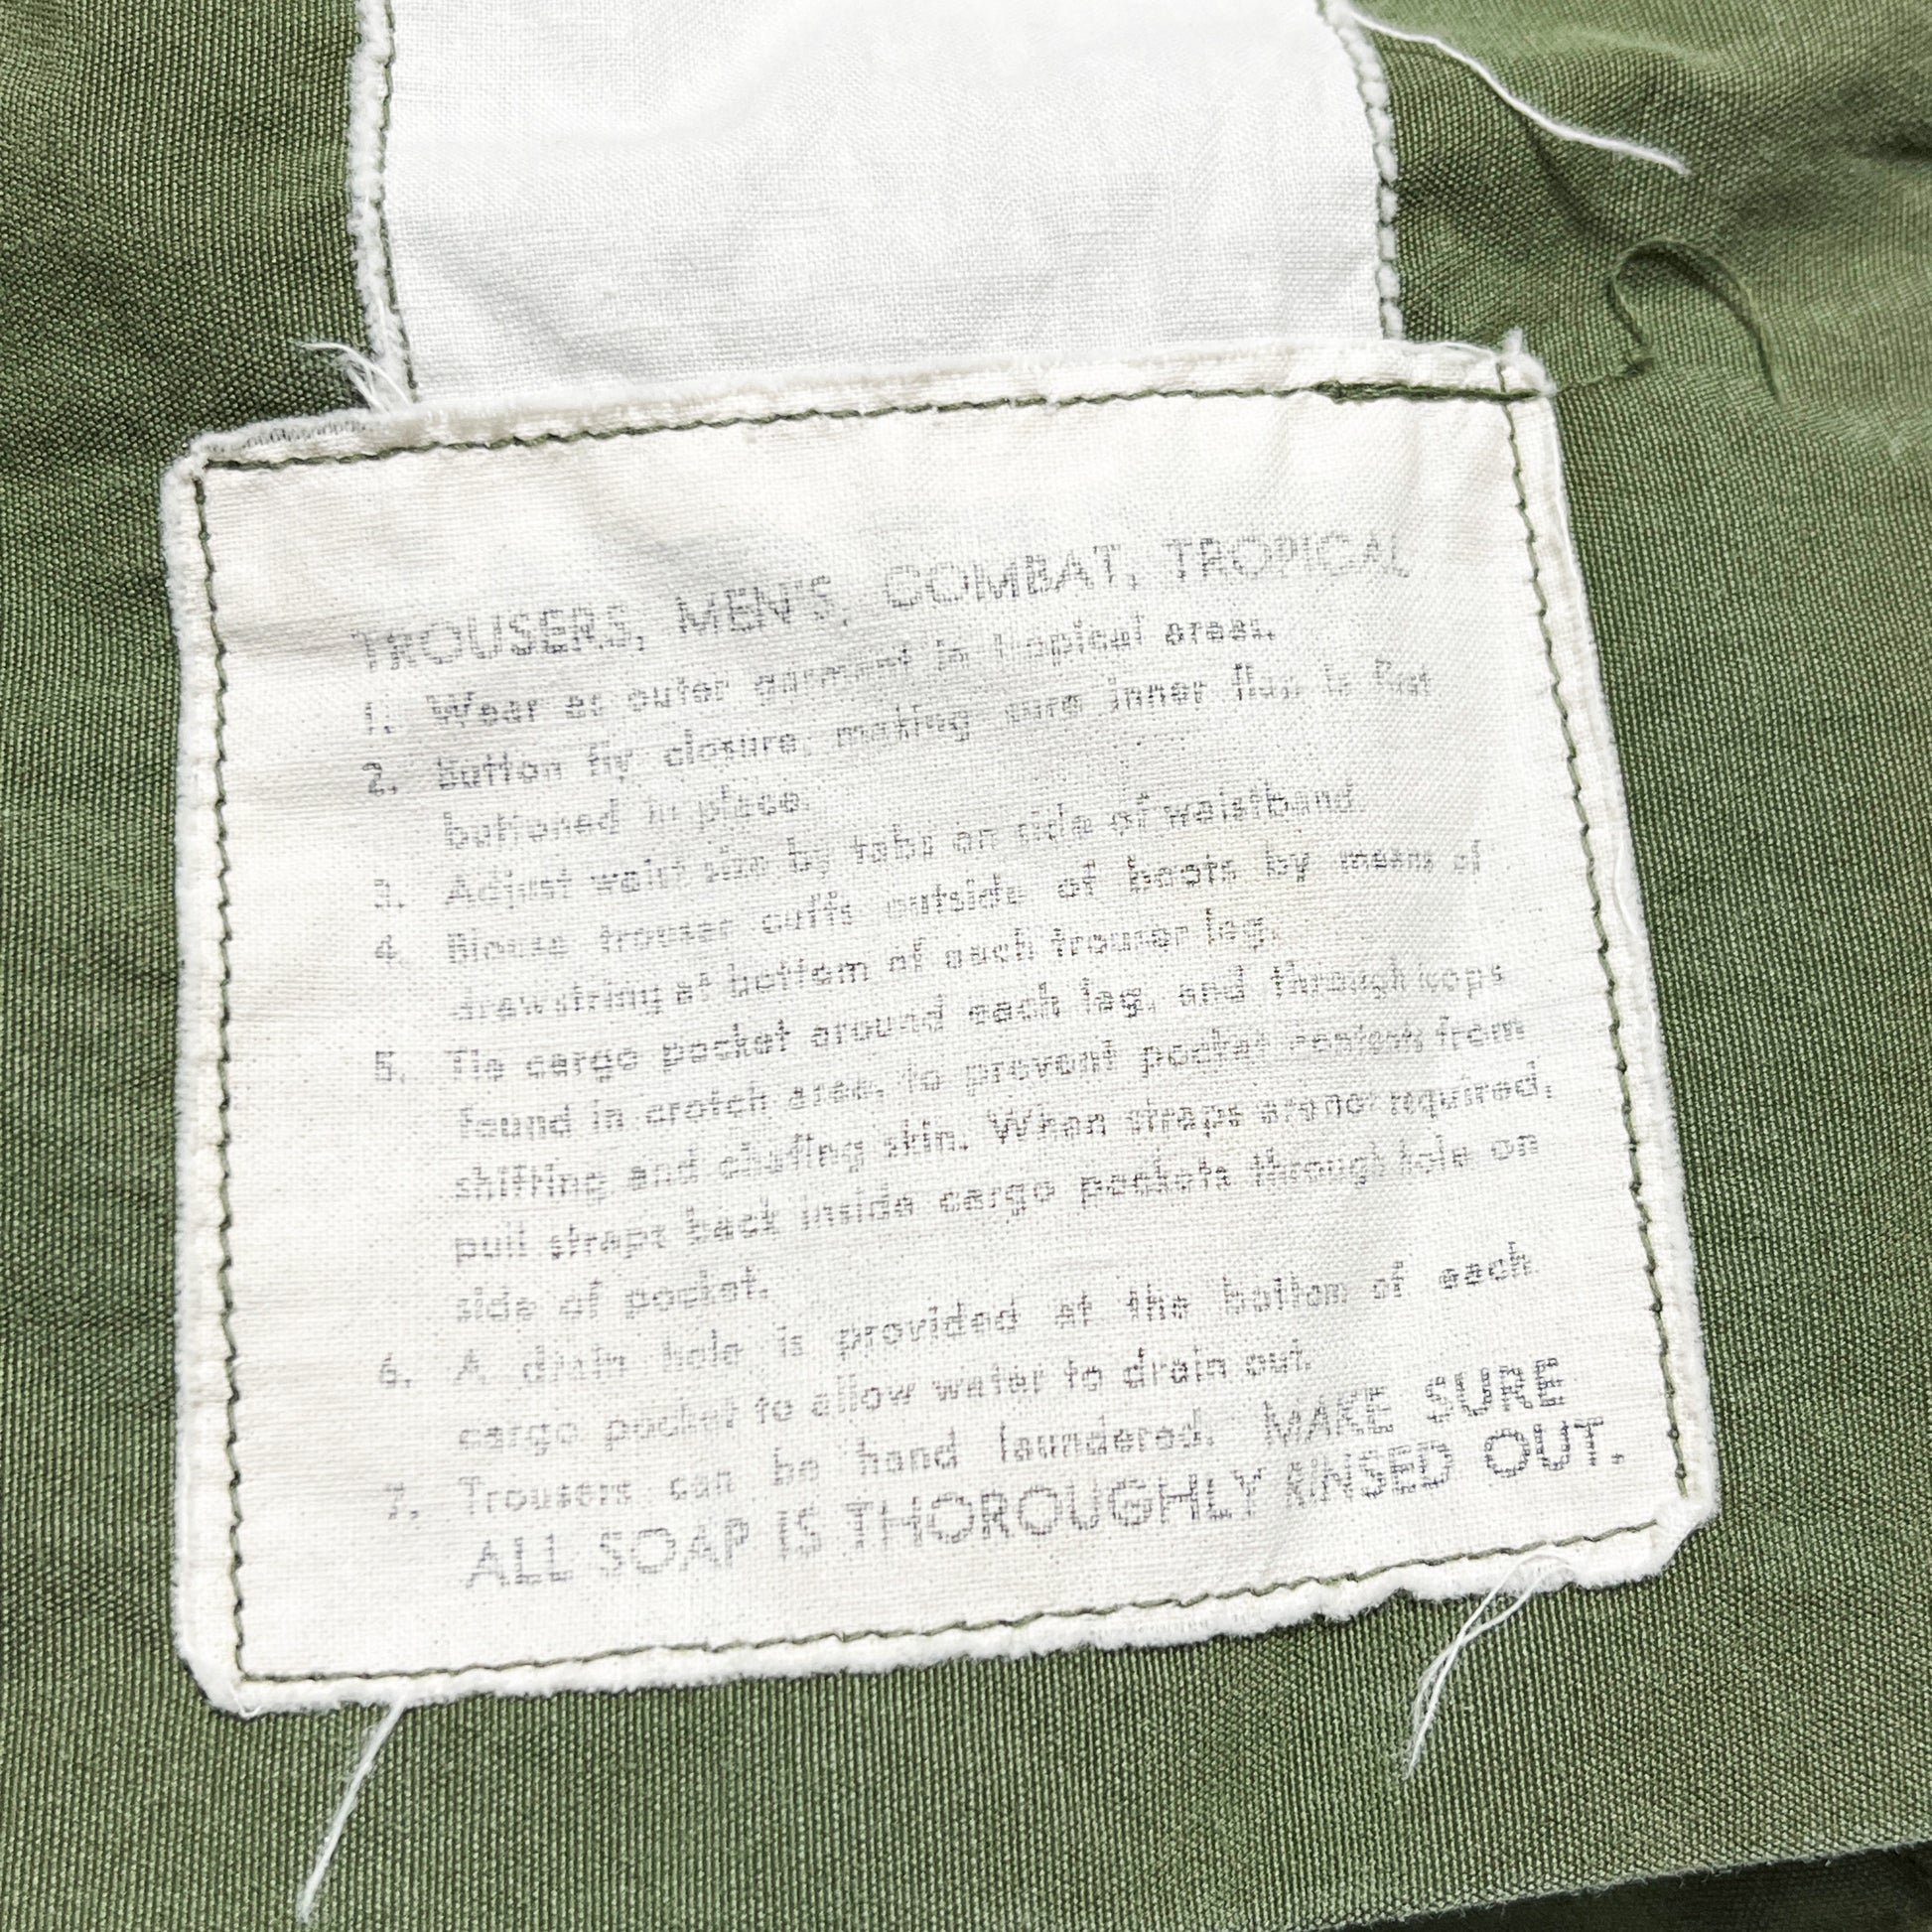 TROUSERS, MEN'S, COMBAT, TROPICAL
1. Wear as outer garment in tropical areas.
2. Button fly closure, making sure inner flap is first
buttoned in place.
3. Adjust waist size by tabs on side of waistband.
4. Blouse trouser cuffs outside of boots by means of
drawstring at bottom of each trouser leg.
5. Tie cargo pocket around each leg, and through loops
found in crotch area, to prevent pocket contents from
shifting and chafing skin. When straps are not required,
pull straps back inside cargo pockets through hole on
side of pocket.
6. A drain hole is provided at the bottom of each
cargo pocket to allow water to drain out.
7. Trousers can be hand laundered. MAKE SURE
ALL SOAP IS THOROUGHLY RINSED OUT.